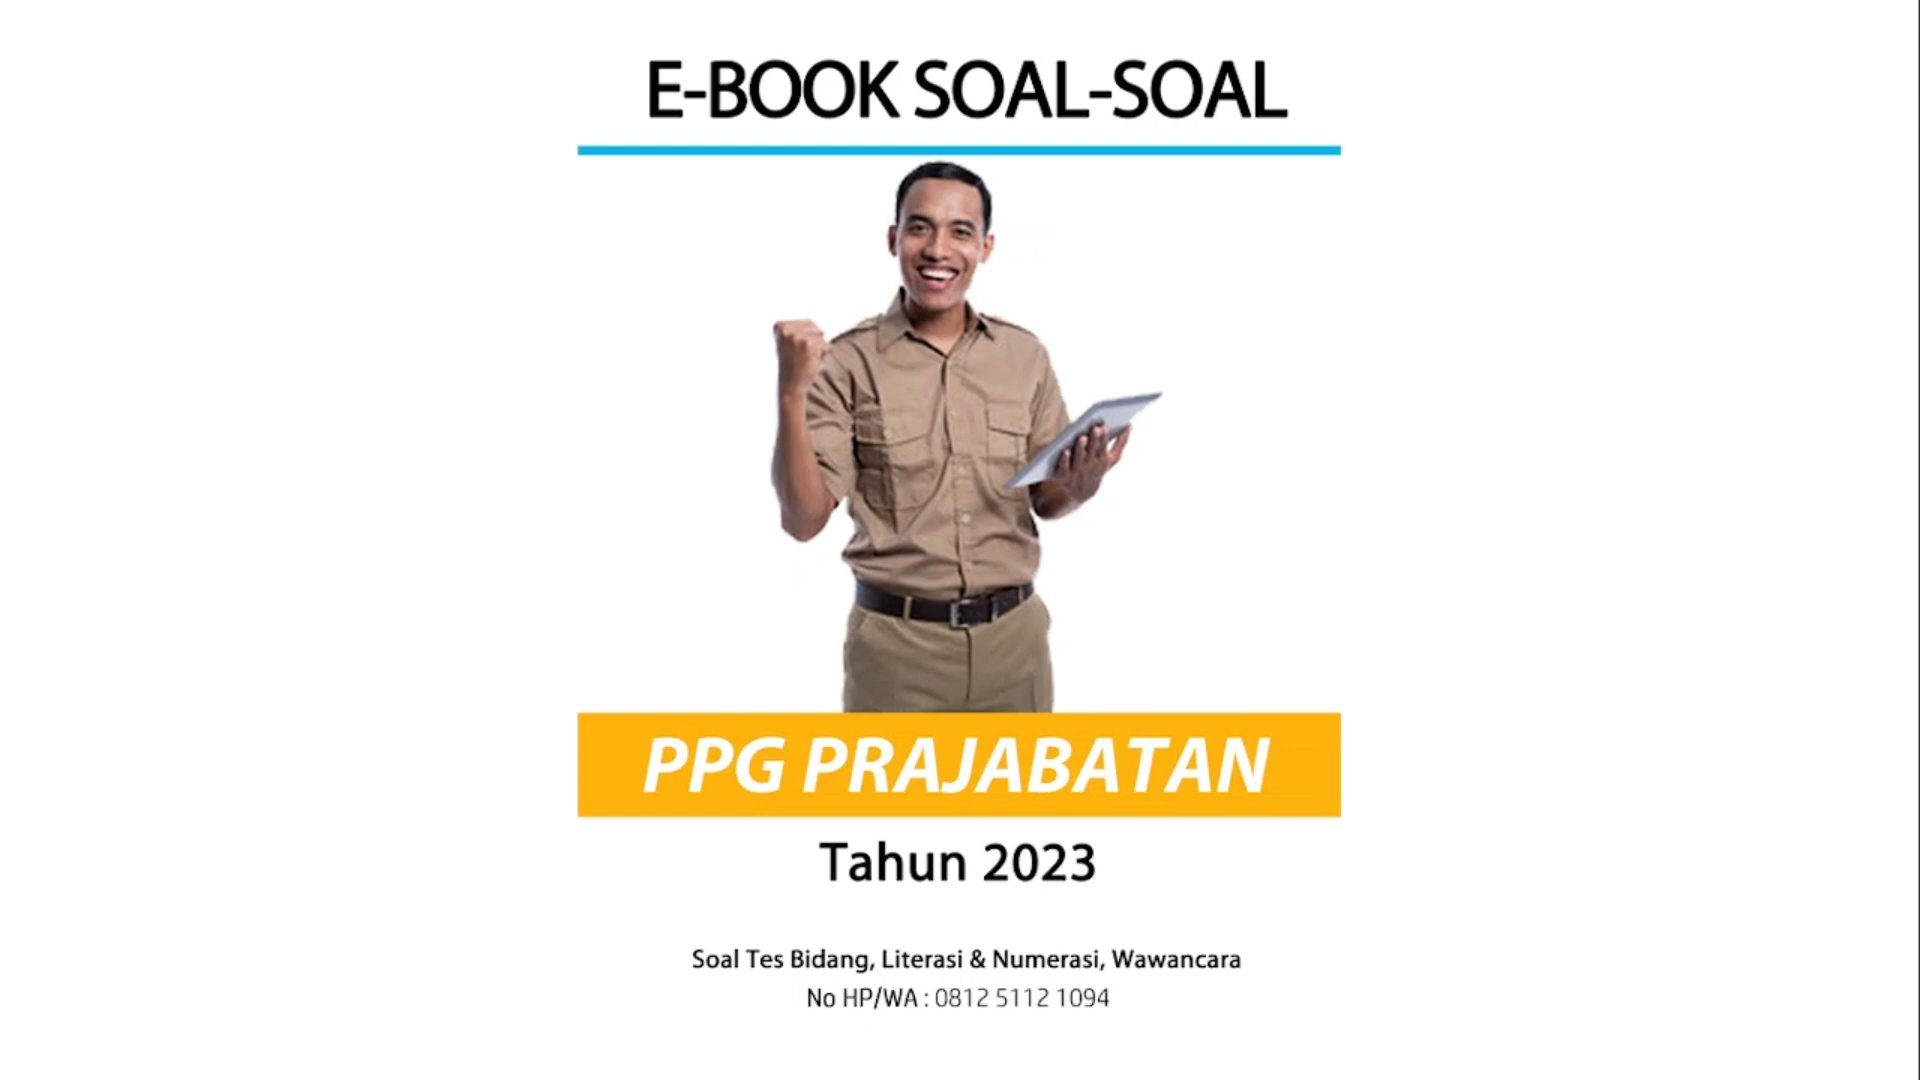 E-BOOK SOAL-SOAL
PPG PRAJABATAN
Tahun 2023
Soal Tes Bidang, Literasi & Numerasi, Wawancara
No HP/WA : 0812 5112 1094